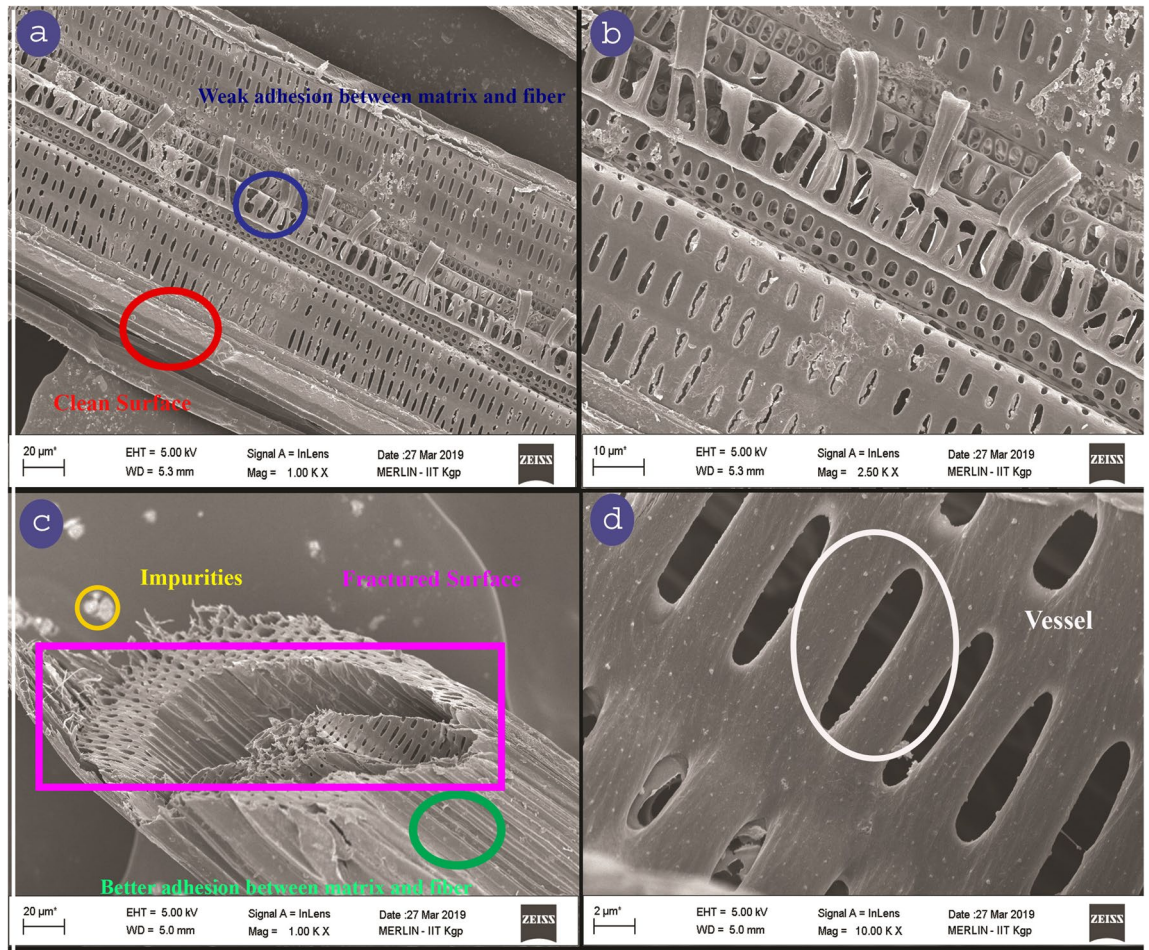 a
Weak adhesion between matrix and fiber
Clean Surface
20 µm*
EHT = 5.00 kV
WD = 5.3 mm
Signal A = InLens
Mag = 1.00 K X
Date :27 Mar 2019
MERLIN - IIT Kgp
ZEISS
b
10 µm*
EHT = 5.00 kV
WD = 5.3 mm
Signal A = InLens
Mag = 2.50 K X
Date :27 Mar 2019
MERLIN - IIT Kgp
ZEISS
c
Impurities
Fractured Surface
Better adhesion between matrix and fiber
20 µm*
EHT = 5.00 kV
WD = 5.0 mm
Signal A = InLens
Mag = 1.00 K X
Date :27 Mar 2019
MERLIN - IIT Kgp
ZEISS
d
Vessel
2 µm*
EHT = 5.00 kV
WD = 5.0 mm
Signal A = InLens
Mag = 10.00 K X
Date :27 Mar 2019
MERLIN - IIT Kgp
ZEISS